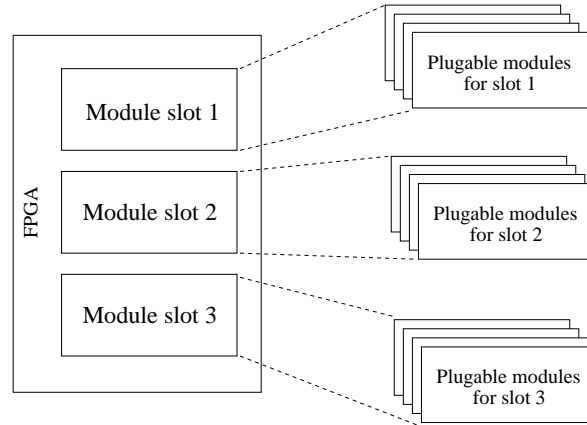 FPGA
Module slot 1
Module slot 2
Module slot 3
Plugable modules
for slot 1
Plugable modules
for slot 2
Plugable modules
for slot 3